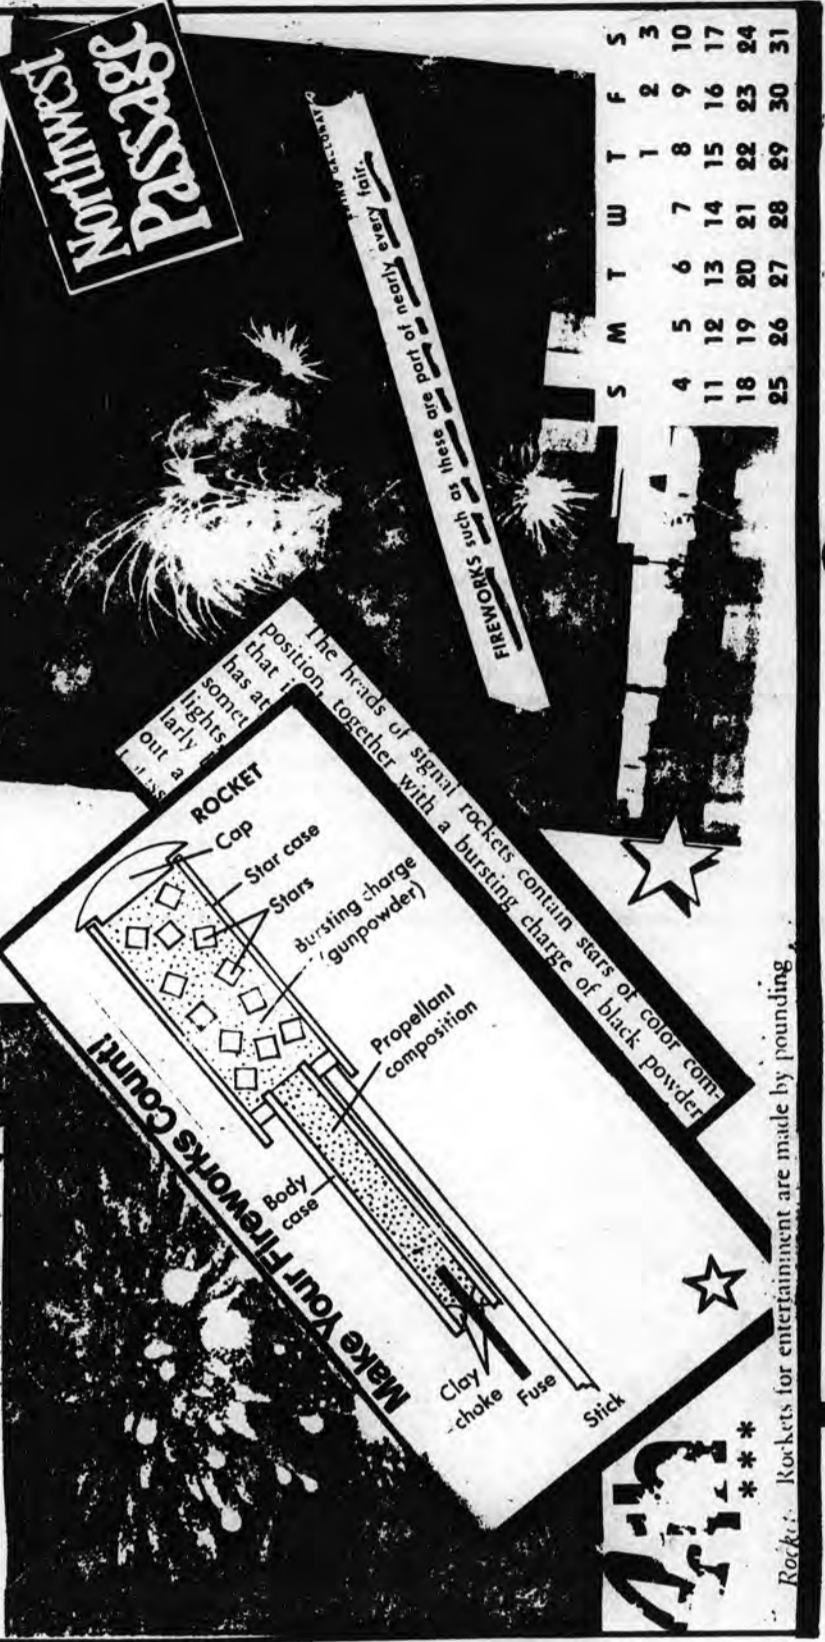 Northwest
Passage
FIREWORKS such as these are part of nearly every fair.
S M T W T F S
1 2 3
4 5 6 7 8 9 10
11 12 13 14 15 16 17
18 19 20 21 22 23 24
25 26 27 28 29 30 31
The heads of signal rockets contain stars of color com-
position, together with a bursting charge of black powder
that i
has at
somet
lights
larly
out a
ROCKET
Cap
Star case
Stars
Bursting charge
gunpowder)
Propellant
composition
Body
case
Clay
choke
Fuse
Stick
Make Your Fireworks Count!
4th
***
Rockets for entertainment are made by pounding